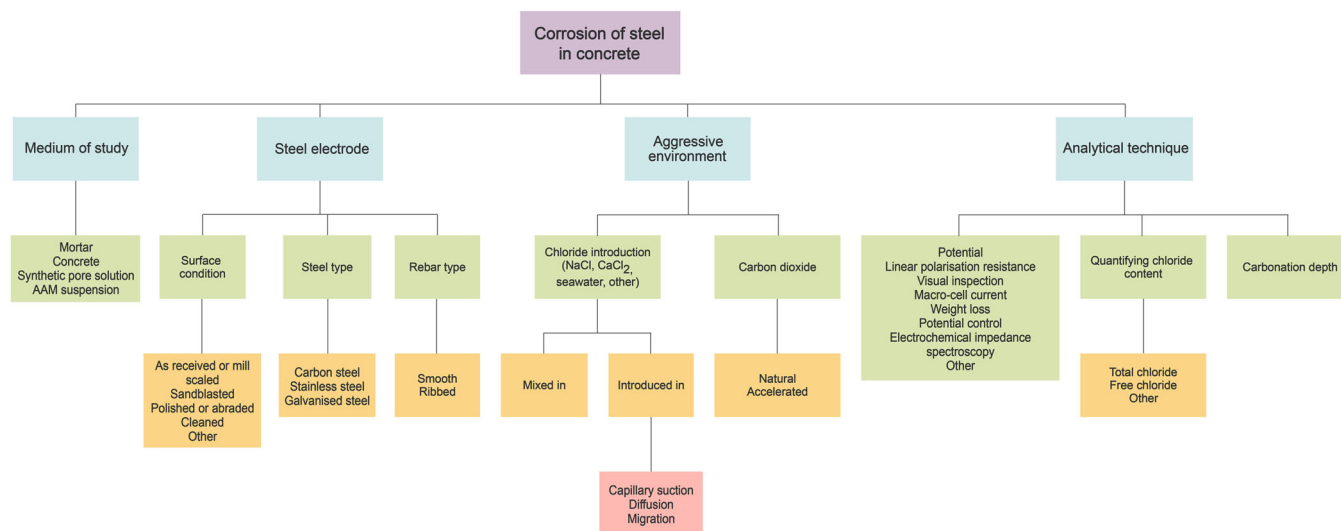 Corrosion of steel
in concrete
Medium of study
Steel electrode
Aggressive
environment
Analytical technique
Mortar
Concrete
Synthetic pore solution
AAM suspension
Surface
condition
Steel type
Rebar type
Chloride introduction
(NaCl, CaCl2,
seawater, other)
Carbon dioxide
Potential
Linear polarisation resistance
Visual inspection
Macro-cell current
Weight loss
Potential control
Electrochemical impedance
spectroscopy
Other
Quantifying chloride
content
Carbonation depth
As received or mill
scaled
Sandblasted
Polished or abraded
Cleaned
Other
Carbon steel
Stainless steel
Galvanised steel
Smooth
Ribbed
Mixed in
Introduced in
Natural
Accelerated
Total chloride
Free chloride
Other
Capillary suction
Diffusion
Migration